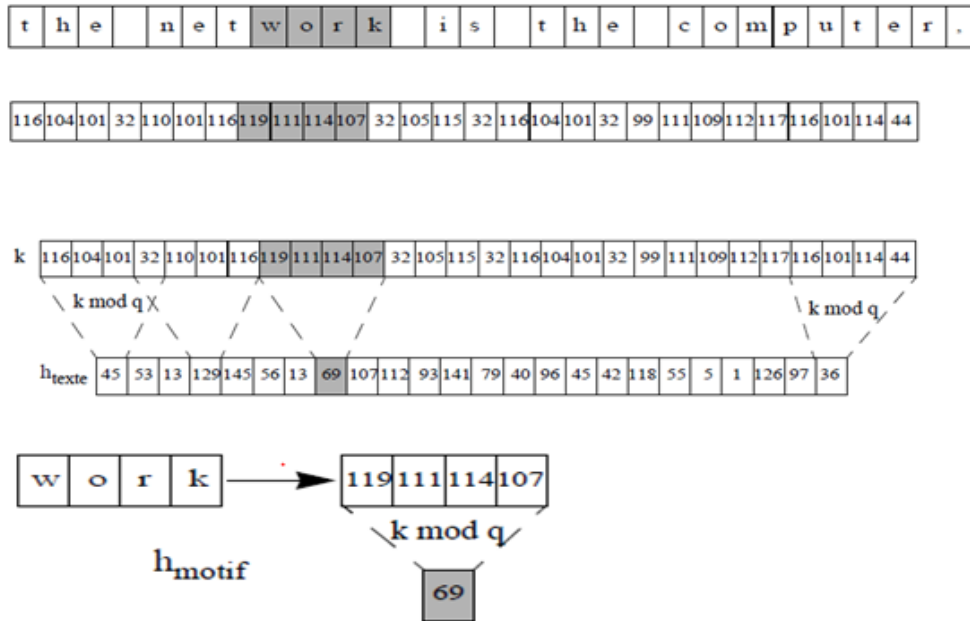 t h e n e t w o r k i s t h e c o m p u t e r ,
116 104 101 32 110 101 116 119 111 114 107 32 105 115 32 116 104 101 32 99 111 109 112 117 116 101 114 44
k 116 104 101 32 110 101 116 119 111 114 107 32 105 115 32 116 104 101 32 99 111 109 112 117 116 101 114 44
k mod q k mod q
htexte 45 53 13 129 145 56 13 69 107 112 93 141 79 40 96 45 42 118 55 5 1 126 97 36
w o r k 119 111 114 107
k mod q
hmotif
69